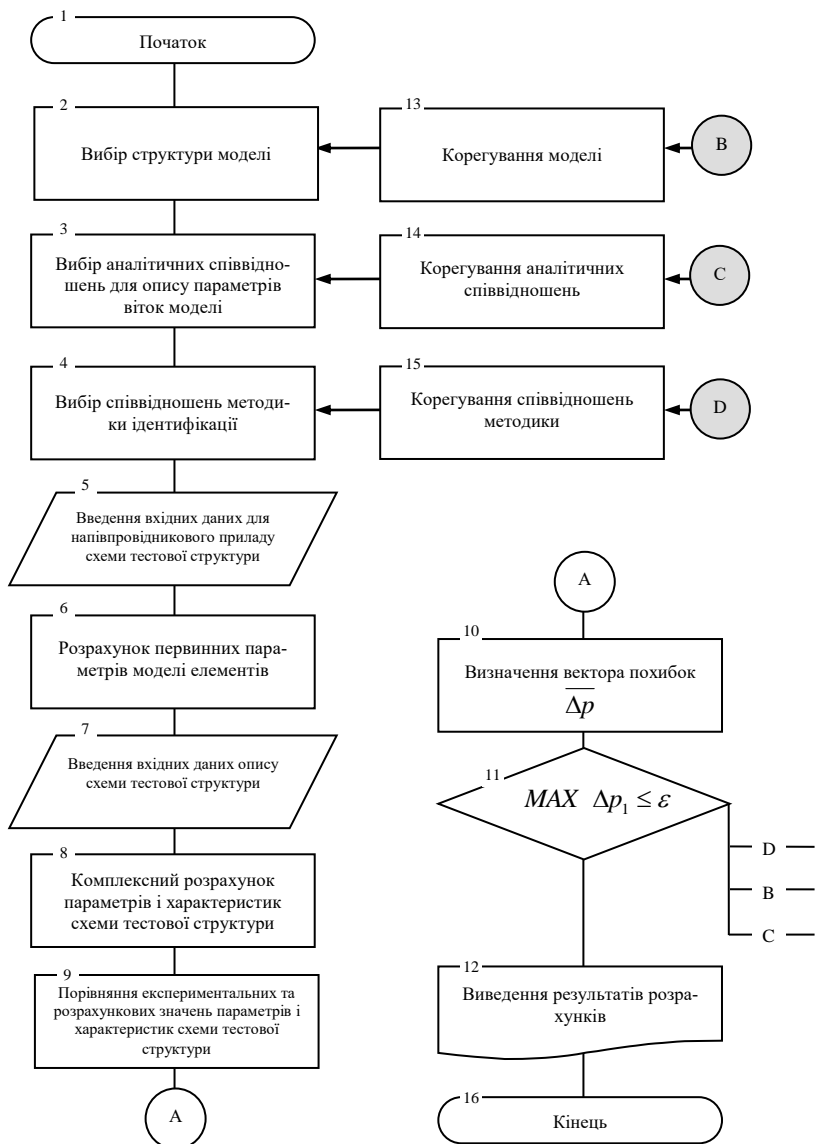 1
Початок
2
Вибір структури моделі
13
Корегування моделі
B
3
Вибір аналітичних співвідно-
шень для опису параметрів
віток моделі
14
Корегування аналітичних
співвідношень
C
4
Вибір співвідношень методи-
ки ідентифікації
15
Корегування співвідношень
методики
D
5
Введення вхідних даних для
напівпровідникового приладу
схеми тестової структури
6
Розрахунок первинних пара-
метрів моделі елементів
7
Введення вхідних даних опису
схеми тестової структури
8
Комплексний розрахунок
параметрів і характеристик
схеми тестової структури
9
Порівняння експериментальних та
розрахункових значень параметрів і
характеристик схеми тестової
структури
A
A
10
Визначення вектора похибок
Δp
11
MAX Δp₁ ≤ ε
D
B
C
12
Виведення результатів розра-
хунків
16
Кінець